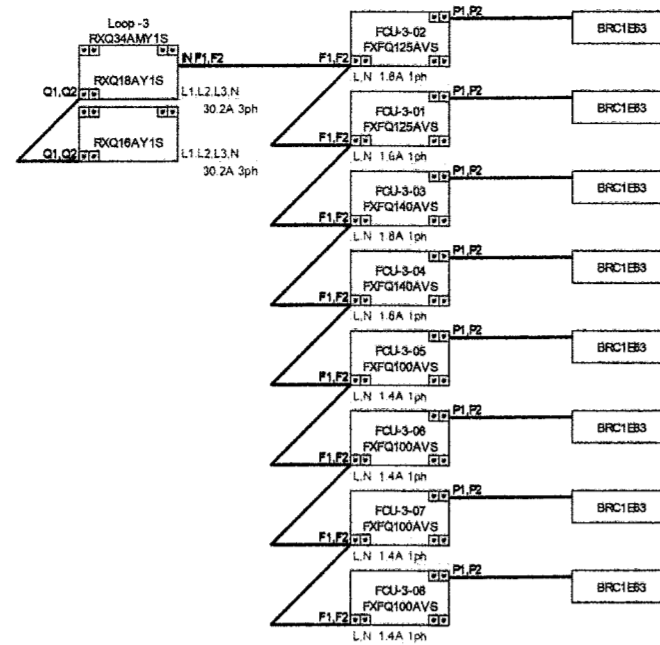 Loop -3
RXQ34AMY1S
IN F1,F2
RXQ18AY1S
Q1,Q2
L1,L2,L3,N
30.2A 3ph
RXQ16AY1S
Q1,Q2
L1,L2,L3,N
30.2A 3ph
P1,P2
FCU-3-02
FXFQ125AVS
BRC1E63
F1,F2
L,N 1.6A 1ph
P1,P2
FCU-3-01
FXFQ125AVS
BRC1E63
F1,F2
L,N 1.6A 1ph
P1,P2
FCU-3-03
FXFQ140AVS
BRC1E63
F1,F2
L,N 1.6A 1ph
P1,P2
FCU-3-04
FXFQ140AVS
BRC1E63
F1,F2
L,N 1.6A 1ph
P1,P2
FCU-3-05
FXFQ100AVS
BRC1E63
F1,F2
L,N 1.4A 1ph
P1,P2
FCU-3-06
FXFQ100AVS
BRC1E63
F1,F2
L,N 1.4A 1ph
P1,P2
FCU-3-07
FXFQ100AVS
BRC1E63
F1,F2
L,N 1.4A 1ph
P1,P2
FCU-3-08
FXFQ100AVS
BRC1E63
F1,F2
L,N 1.4A 1ph